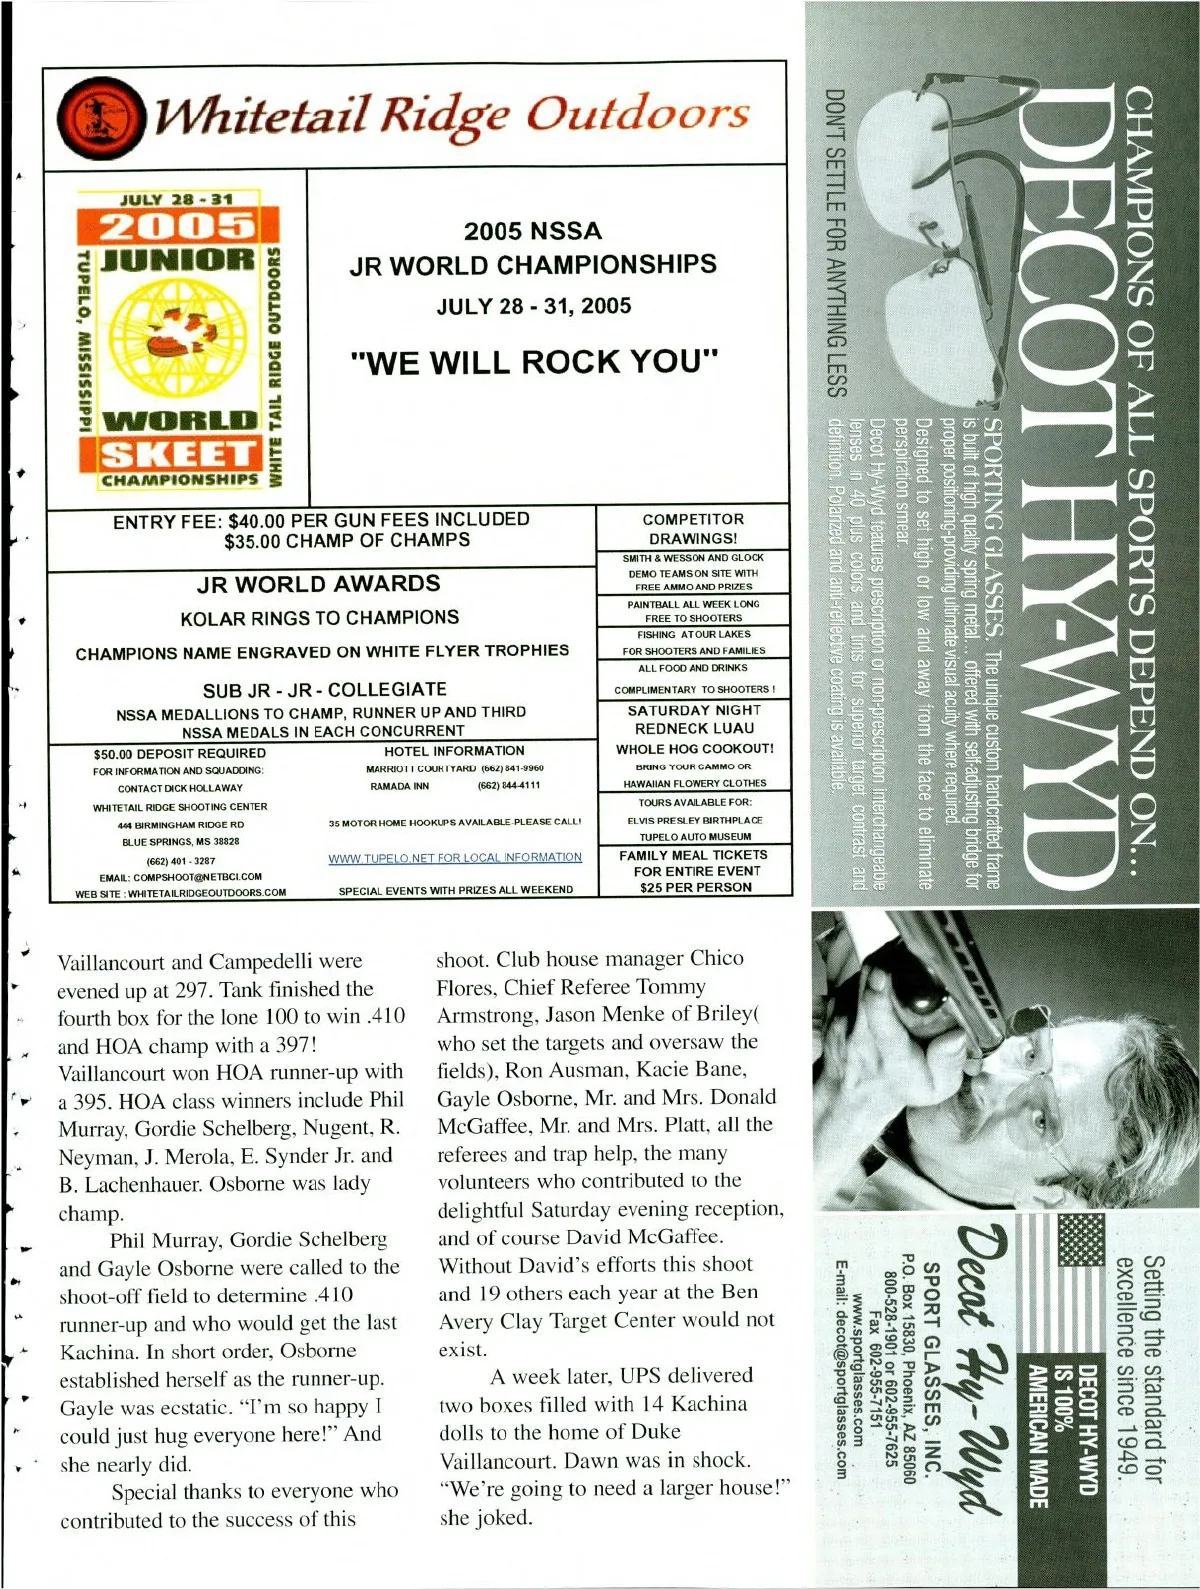 Whitetail Ridge Outdoors
JULY 28 - 31
2005
JUNIOR
TUPELO, MISSISSIPPI
WHITE TAIL RIDGE OUTDOORS
WORLD
SKEET
CHAMPIONSHIPS
2005 NSSA
JR WORLD CHAMPIONSHIPS
JULY 28 - 31, 2005
"WE WILL ROCK YOU"
ENTRY FEE: $40.00 PER GUN FEES INCLUDED
$35.00 CHAMP OF CHAMPS
JR WORLD AWARDS
KOLAR RINGS TO CHAMPIONS
CHAMPIONS NAME ENGRAVED ON WHITE FLYER TROPHIES
SUB JR - JR - COLLEGIATE
NSSA MEDALLIONS TO CHAMP, RUNNER UP AND THIRD
NSSA MEDALS IN EACH CONCURRENT
$50.00 DEPOSIT REQUIRED
FOR INFORMATION AND SQUADDING:
CONTACT DICK HOLLAWAY
WHITETAIL RIDGE SHOOTING CENTER
444 BIRMINGHAM RIDGE RD
BLUE SPRINGS, MS 38828
(662) 401 - 3287
EMAIL: COMPSHOOT@NETBCI.COM
WEB SITE : WHITETAILRIDGEOUTDOORS.COM
HOTEL INFORMATION
MARRIOTT COURTYARD (662) 841-9960
RAMADA INN (662) 844-4111
35 MOTOR HOME HOOKUPS AVAILABLE-PLEASE CALL!
WWW.TUPELO.NET FOR LOCAL INFORMATION
SPECIAL EVENTS WITH PRIZES ALL WEEKEND
COMPETITOR
DRAWINGS!
SMITH & WESSON AND GLOCK
DEMO TEAMS ON SITE WITH
FREE AMMO AND PRIZES
PAINTBALL ALL WEEK LONG
FREE TO SHOOTERS
FISHING AT OUR LAKES
FOR SHOOTERS AND FAMILIES
ALL FOOD AND DRINKS
COMPLIMENTARY TO SHOOTERS !
SATURDAY NIGHT
REDNECK LUAU
WHOLE HOG COOKOUT!
BRING YOUR CAMMO OR
HAWAIIAN FLOWERY CLOTHES
TOURS AVAILABLE FOR:
ELVIS PRESLEY BIRTHPLACE
TUPELO AUTO MUSEUM
FAMILY MEAL TICKETS
FOR ENTIRE EVENT
$25 PER PERSON
Vaillancourt and Campedelli were
evened up at 297. Tank finished the
fourth box for the lone 100 to win .410
and HOA champ with a 397!
Vaillancourt won HOA runner-up with
a 395. HOA class winners include Phil
Murray, Gordie Schelberg, Nugent, R.
Neyman, J. Merola, E. Synder Jr. and
B. Lachenhauer. Osborne was lady
champ.
Phil Murray, Gordie Schelberg
and Gayle Osborne were called to the
shoot-off field to determine .410
runner-up and who would get the last
Kachina. In short order, Osborne
established herself as the runner-up.
Gayle was ecstatic. “I’m so happy I
could just hug everyone here!” And
she nearly did.
Special thanks to everyone who
contributed to the success of this
shoot. Club house manager Chico
Flores, Chief Referee Tommy
Armstrong, Jason Menke of Briley(
who set the targets and oversaw the
fields), Ron Ausman, Kacie Bane,
Gayle Osborne, Mr. and Mrs. Donald
McGaffee, Mr. and Mrs. Platt, all the
referees and trap help, the many
volunteers who contributed to the
delightful Saturday evening reception,
and of course David McGaffee.
Without David’s efforts this shoot
and 19 others each year at the Ben
Avery Clay Target Center would not
exist.
A week later, UPS delivered
two boxes filled with 14 Kachina
dolls to the home of Duke
Vaillancourt. Dawn was in shock.
“We’re going to need a larger house!”
she joked.
CHAMPIONS OF ALL SPORTS DEPEND ON...
DECOT HY-WYD
DON'T SETTLE FOR ANYTHING LESS
SPORTING GLASSES. The unique custom handcrafted frame
is built of high quality spring metal... offered with self-adjusting bridge for
proper positioning-providing ultimate visual acuity where required.
Designed to set high or low and away from the face to eliminate
perspiration smear.
Decot Hy-Wyd features prescription or non-prescription interchangeable
lenses in 40 plus colors and tints for superior target contrast and
definition. Polarized and anti-reflective coating is available.
Setting the standard for
excellence since 1949.
DECOT HY-WYD
IS 100%
AMERICAN MADE
Decot Hy-Wyd
SPORT GLASSES, INC.
P.O. Box 15830, Phoenix, AZ 85060
800-528-1901 or 602-955-7625
Fax 602-955-7151
www.sportglasses.com
E-mail: decot@sportglasses.com